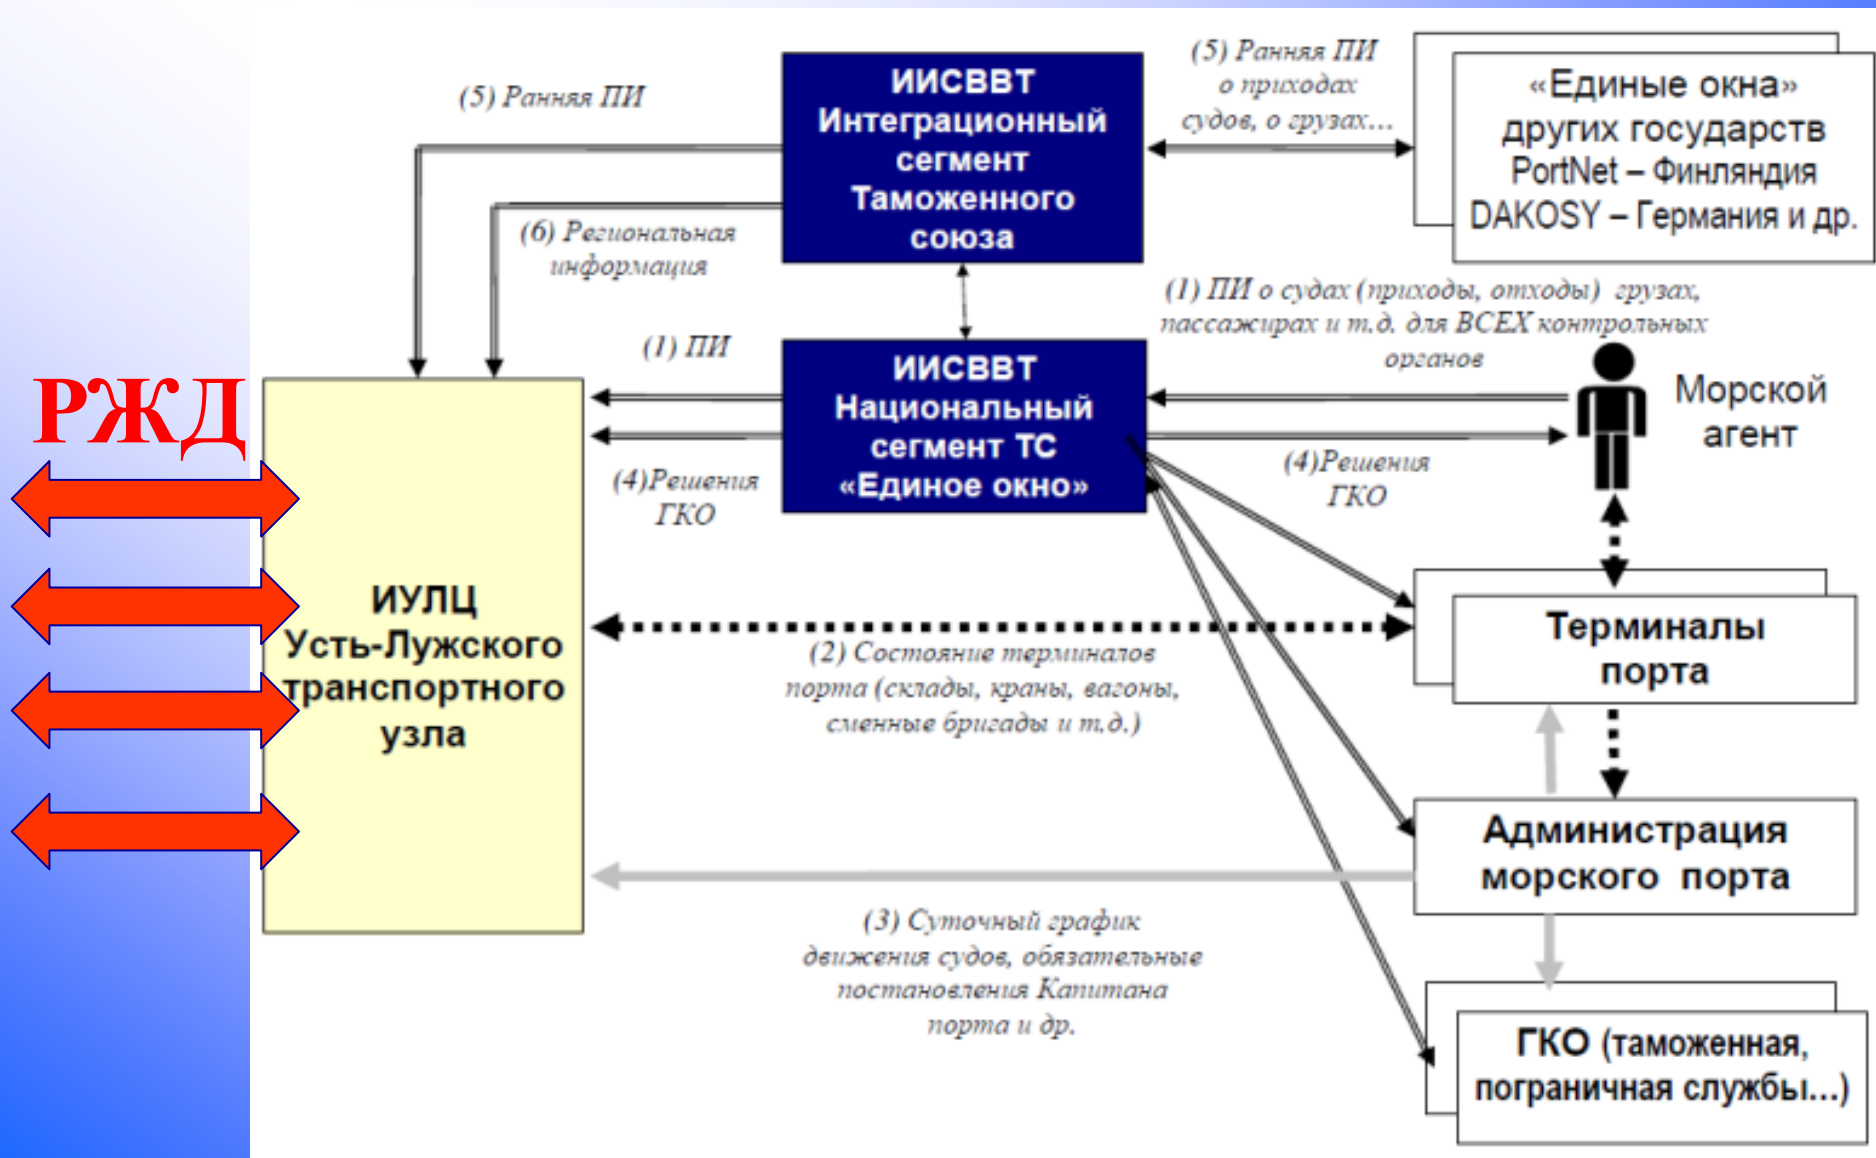 (5) Ранняя ПИ
ИИСВВТ
Интеграционный
сегмент
Таможенного
союза
(5) Ранняя ПИ
о приходах
судов, о грузах...
«Единые окна»
других государств
PortNet – Финляндия
DAKOSY – Германия и др.
(6) Региональная
информация
(1) ПИ о судах (приходы, отходы) грузах,
пассажирах и т.д. для ВСЕХ контрольных
органов
(1) ПИ
ИИСВВТ
Национальный
сегмент ТС
«Единое окно»
Морской
агент
РЖД
(4)Решения
ГКО
(4)Решения
ГКО
ИУЛЦ
Усть-Лужского
транспортного
узла
(2) Состояние терминалов
порта (склады, краны, вагоны,
сменные бригады и т.д.)
Терминалы
порта
Администрация
морского порта
(3) Суточный график
движения судов, обязательные
постановления Капитана
порта и др.
ГКО (таможенная,
пограничная службы...)